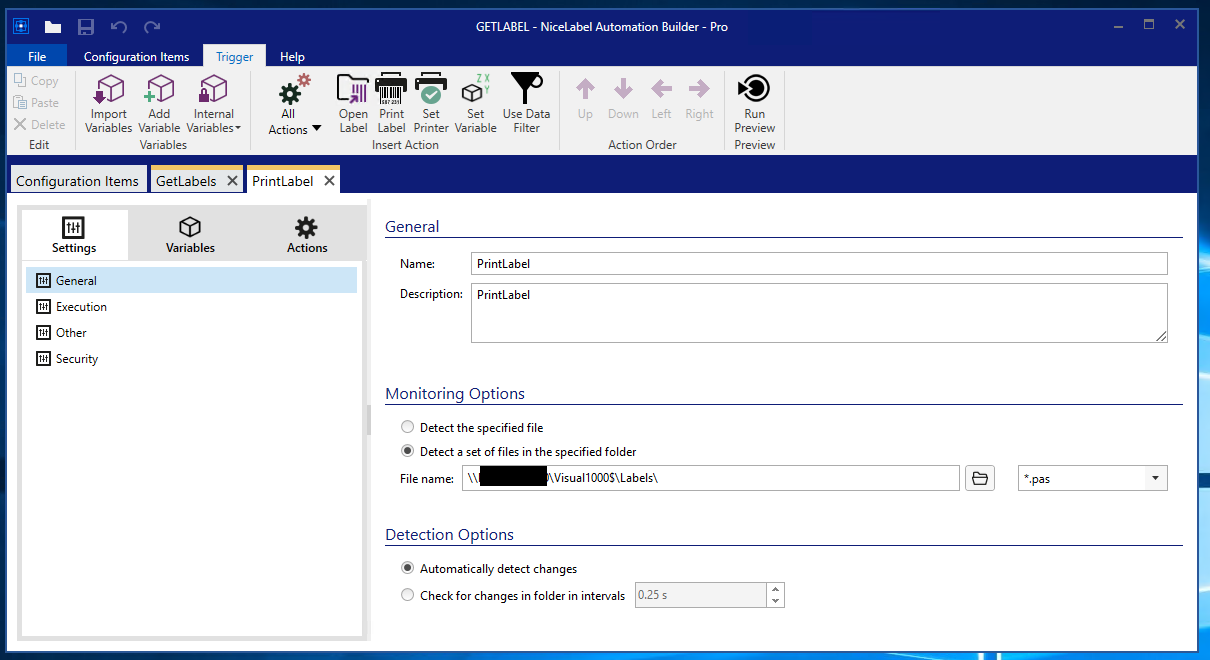 GETLABEL - NiceLabel Automation Builder - Pro
File Configuration Items Trigger Help
Copy
Paste
Delete
Edit
Import Variables
Add Variable
Internal Variables
Variables
All Actions
Open Label
587 231
Print Label
Set Printer
Z X
Y
Set Variable
Use Data Filter
Insert Action
Up Down Left Right
Action Order
Run Preview
Preview
Configuration Items GetLabels PrintLabel
Settings Variables Actions
General
Execution
Other
Security
General
Name: PrintLabel
Description: PrintLabel
Monitoring Options
Detect the specified file
Detect a set of files in the specified folder
File name: \\ \Visual1000$\Labels\ *.pas
Detection Options
Automatically detect changes
Check for changes in folder in intervals 0.25 s